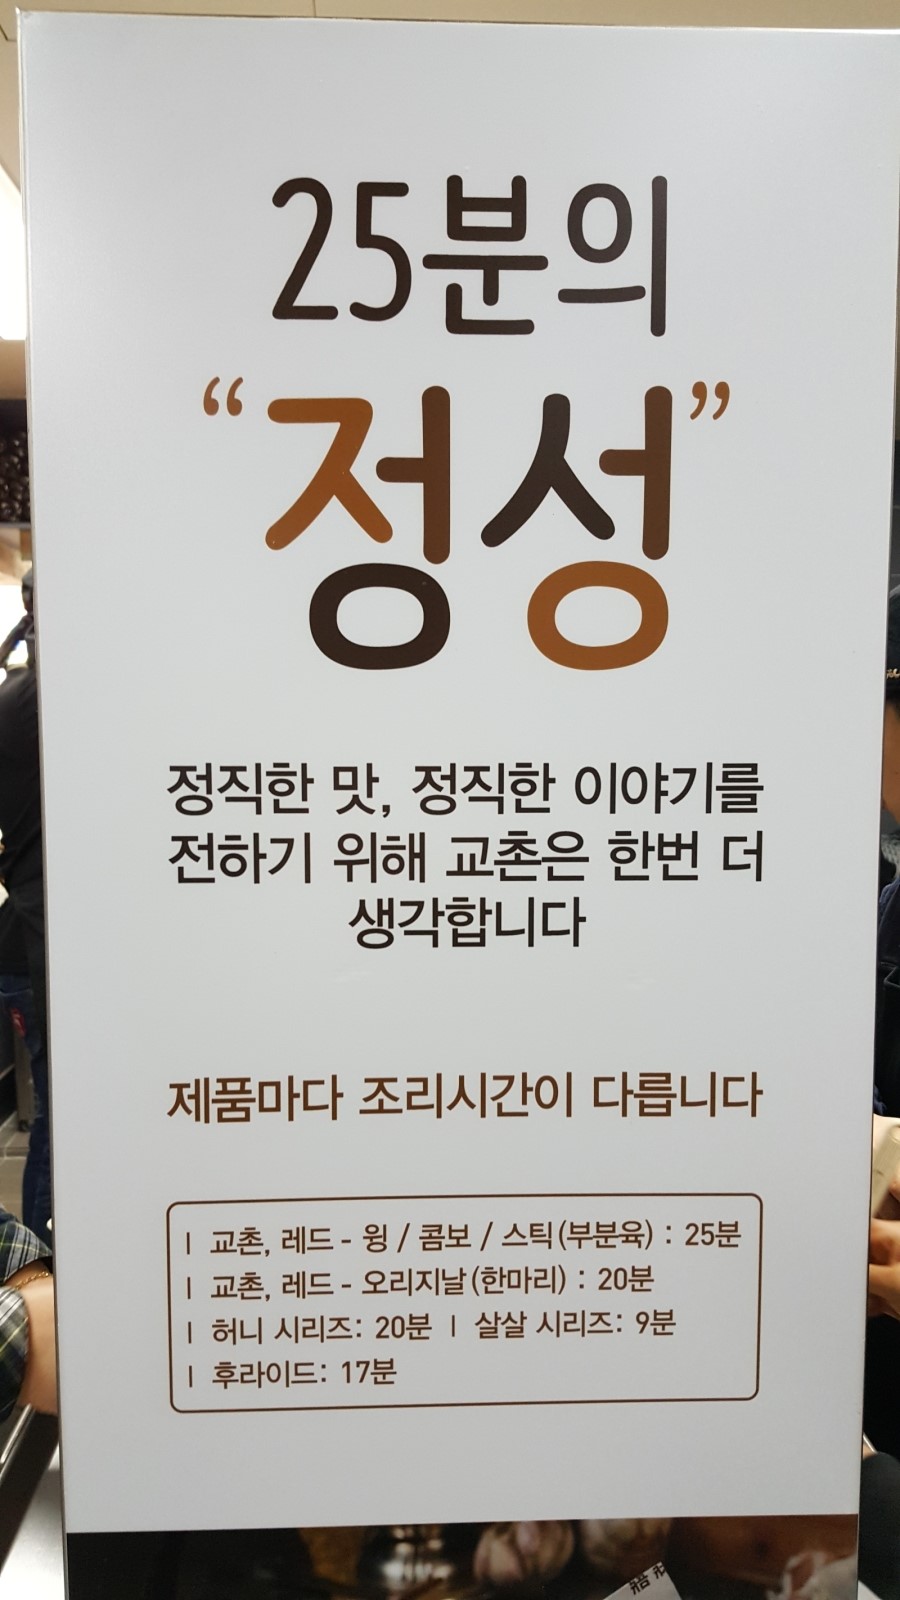 25분의
“정성”
정직한 맛, 정직한 이야기를
전하기 위해 교촌은 한번 더
생각합니다
제품마다 조리시간이 다릅니다
| 교촌, 레드 - 윙 / 콤보 / 스틱(부분육) : 25분
| 교촌, 레드 - 오리지날(한마리) : 20분
| 허니 시리즈: 20분 | 살살 시리즈: 9분
| 후라이드: 17분